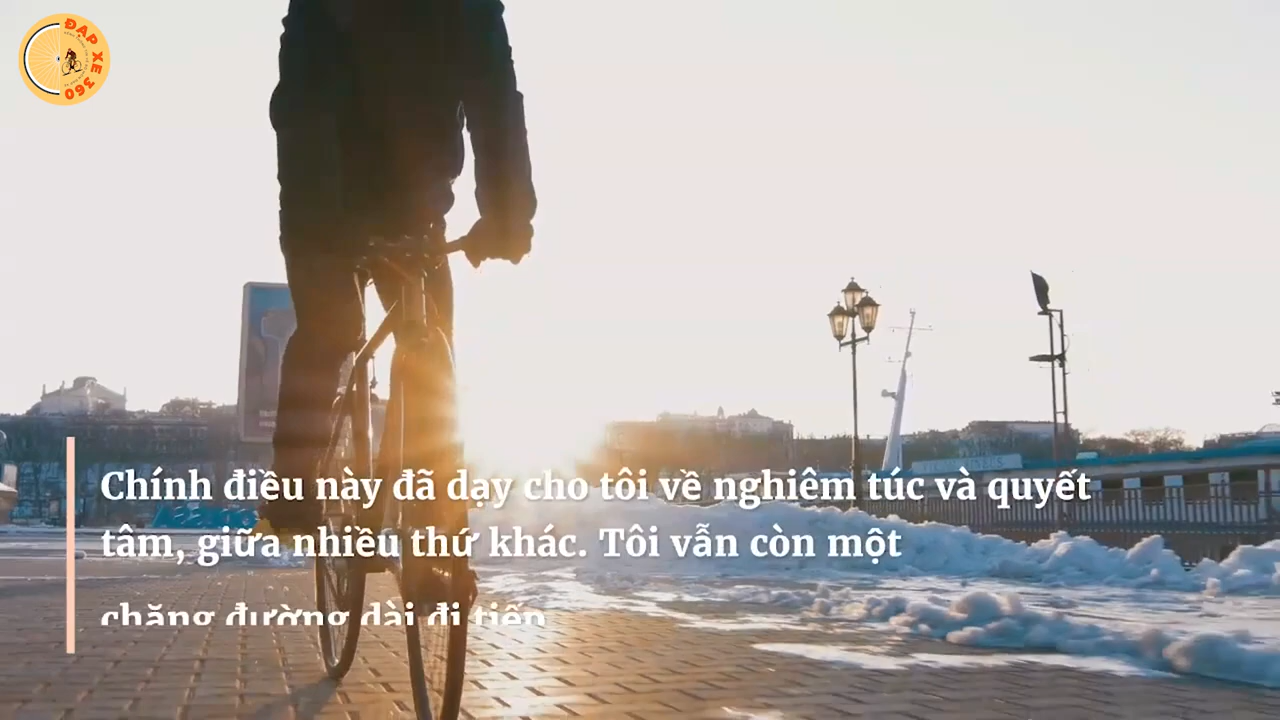 ĐẠP XE 360
Chính điều này đã dạy cho tôi về nghiêm túc và quyết
tâm, giữa nhiều thứ khác. Tôi vẫn còn một
chặng đường dài đi tiếp